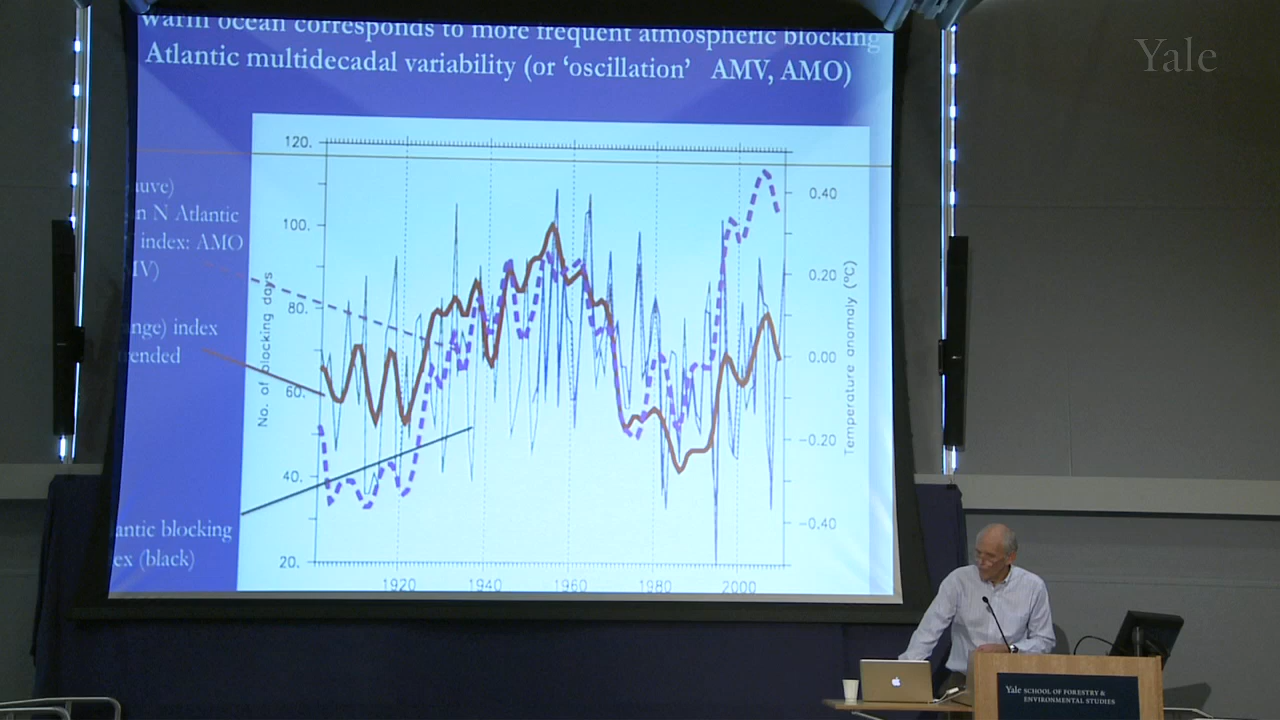 warm ocean corresponds to more frequent atmospheric blocking
Atlantic multidecadal variability (or ‘oscillation’ AMV, AMO)
Yale
N Atlantic
index: AMO
index
antic blocking
(black)
120.
100.
80.
60.
40.
20.
No. of blocking days
1920 1940 1960 1980 2000
0.40
0.20
0.00
-0.20
-0.40
Temperature anomaly (°C)
Yale SCHOOL OF FORESTRY &
ENVIRONMENTAL STUDIES